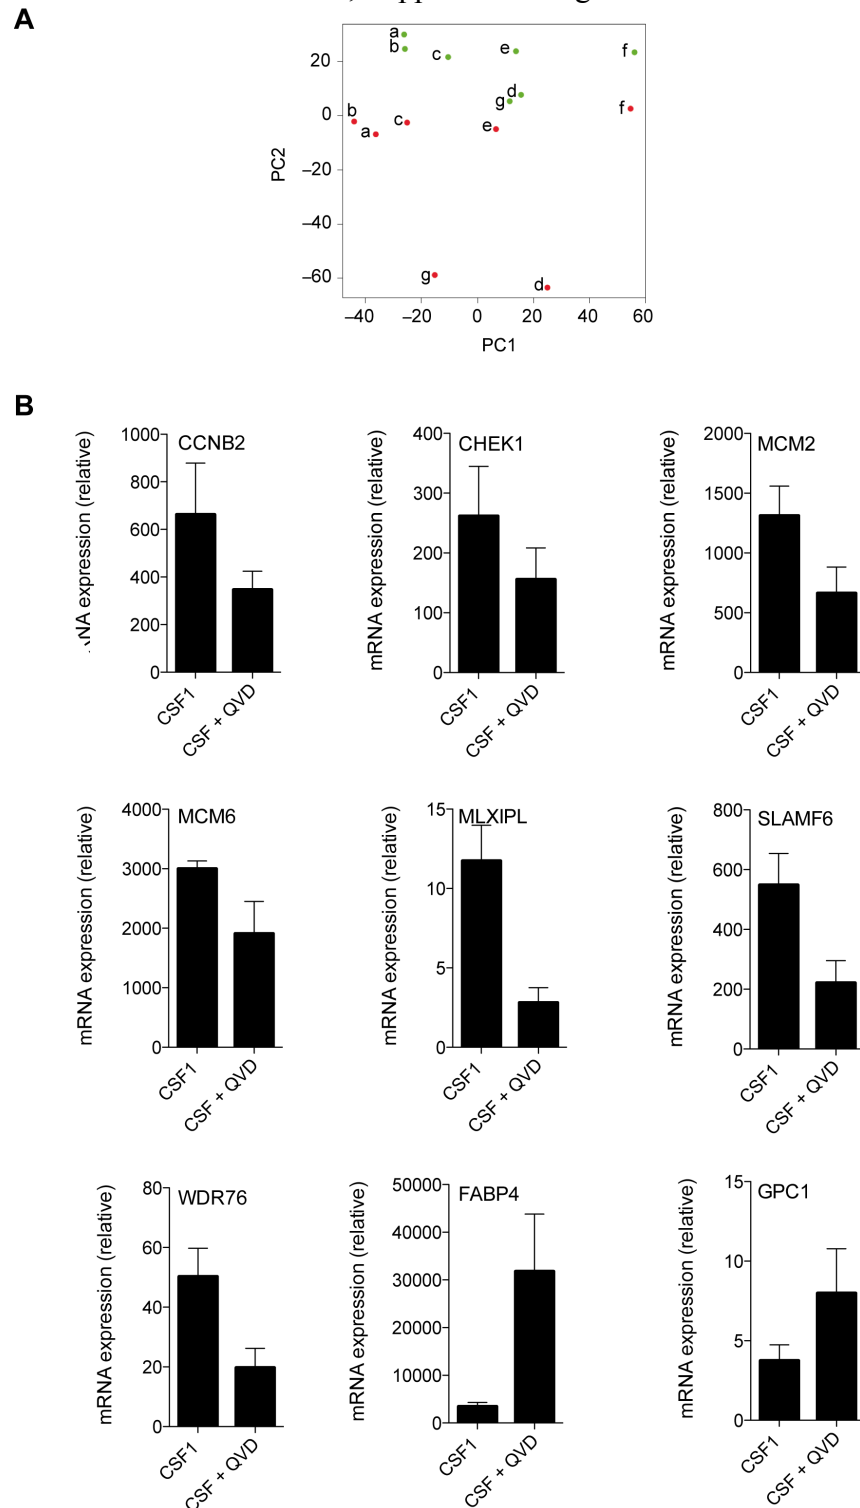 A
a
b
c
e
f
d
g
f
b
c
a
e
g
d
20
0
–20
–40
–60
PC2
–40
–20
0
20
40
60
PC1
B
CCNB2
1000
800
600
400
200
0
expression (relative)
CSF1
CSF + QVD
CHEK1
400
300
200
100
0
mRNA expression (relative)
CSF1
CSF + QVD
MCM2
2000
1500
1000
500
0
mRNA expression (relative)
CSF1
CSF + QVD
MCM6
4000
3000
2000
1000
0
mRNA expression (relative)
CSF1
CSF + QVD
MLXIPL
15
10
5
0
mRNA expression (relative)
CSF1
CSF + QVD
SLAMF6
800
600
400
200
0
mRNA expression (relative)
CSF1
CSF + QVD
WDR76
80
60
40
20
0
mRNA expression (relative)
CSF1
CSF + QVD
FABP4
50000
40000
30000
20000
10000
0
mRNA expression (relative)
CSF1
CSF + QVD
GPC1
15
10
5
0
mRNA expression (relative)
CSF1
CSF + QVD